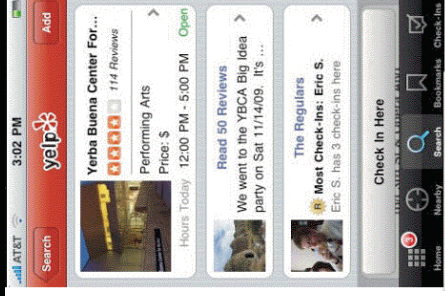 AT&T 3:02 PM
Search yelp Add
Yerba Buena Center For...
114 Reviews
Performing Arts
Price: $
Hours Today 12:00 PM - 5:00 PM Open
Read 50 Reviews
We went to the YBCA Big Idea
party on Sat 11/14/09. It's ...
The Regulars
R Most Check-Ins: Eric S.
Eric S. has 3 check-ins here
Check In Here
Home Nearby Search Bookmarks Check-Ins